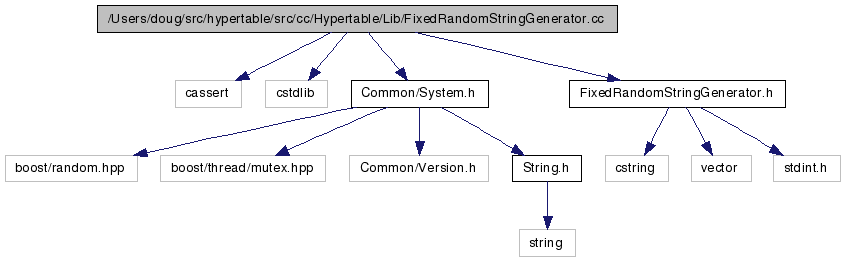 /Users/doug/src/hypertable/src/cc/Hypertable/Lib/FixedRandomStringGenerator.cc
cassert
cstdlib
Common/System.h
FixedRandomStringGenerator.h
boost/random.hpp
boost/thread/mutex.hpp
Common/Version.h
String.h
cstring
vector
stdint.h
string